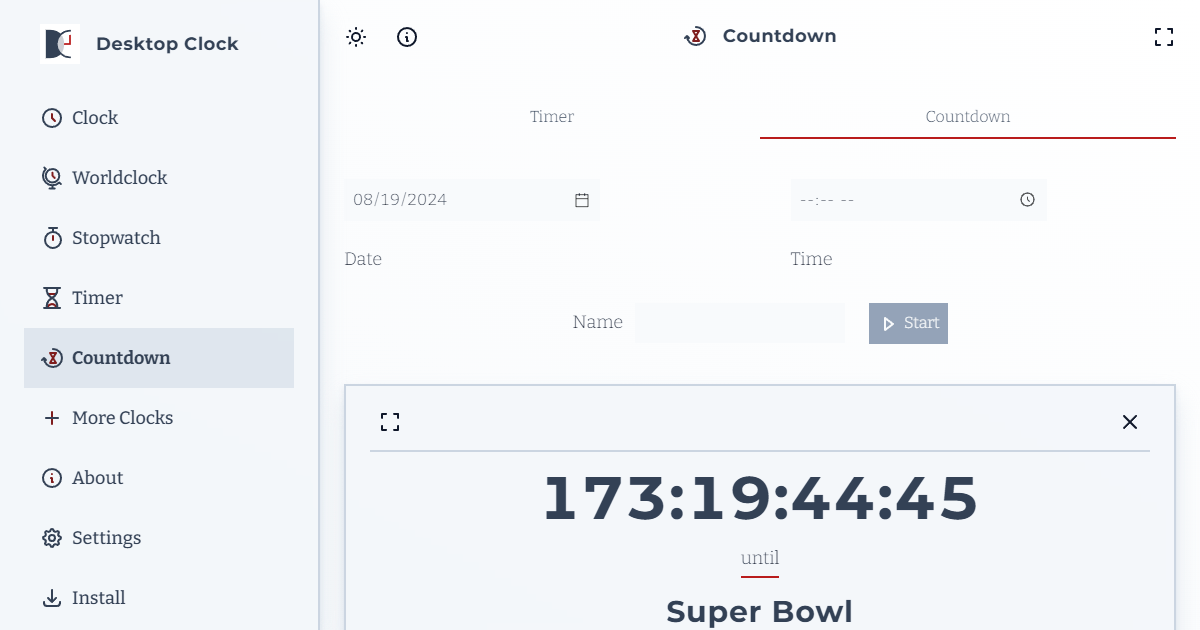 Desktop Clock
Clock
Worldclock
Stopwatch
Timer
Countdown
More Clocks
About
Settings
Install
Countdown
Timer
Countdown
08/19/2024
--:-- --
Date
Time
Name
Start
173:19:44:45
until
Super Bowl